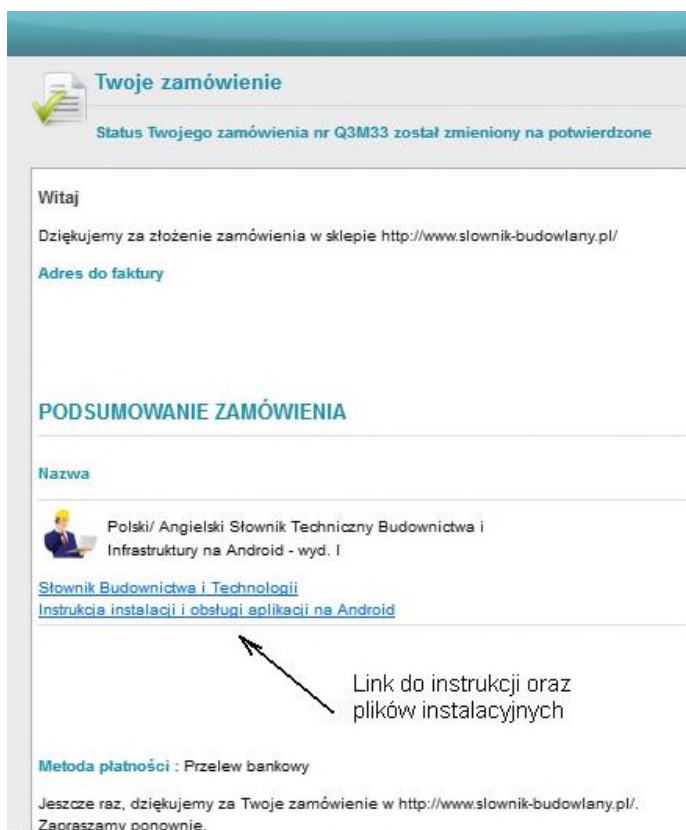 Twoje zamówienie
Status Twojego zamówienia nr Q3M33 został zmieniony na potwierdzone
Witaj
Dziękujemy za złożenie zamówienia w sklepie http://www.slownik-budowlany.pl/
Adres do faktury
PODSUMOWANIE ZAMÓWIENIA
Nazwa
Polski/ Angielski Słownik Techniczny Budownictwa i
Infrastruktury na Android - wyd. I
Słownik Budownictwa i Technologii
Instrukcja instalacji i obsługi aplikacji na Android
Link do instrukcji oraz
plików instalacyjnych
Metoda płatności : Przelew bankowy
Jeszcze raz, dziękujemy za Twoje zamówienie w http://www.slownik-budowlany.pl/.
Zapraszamy ponownie.